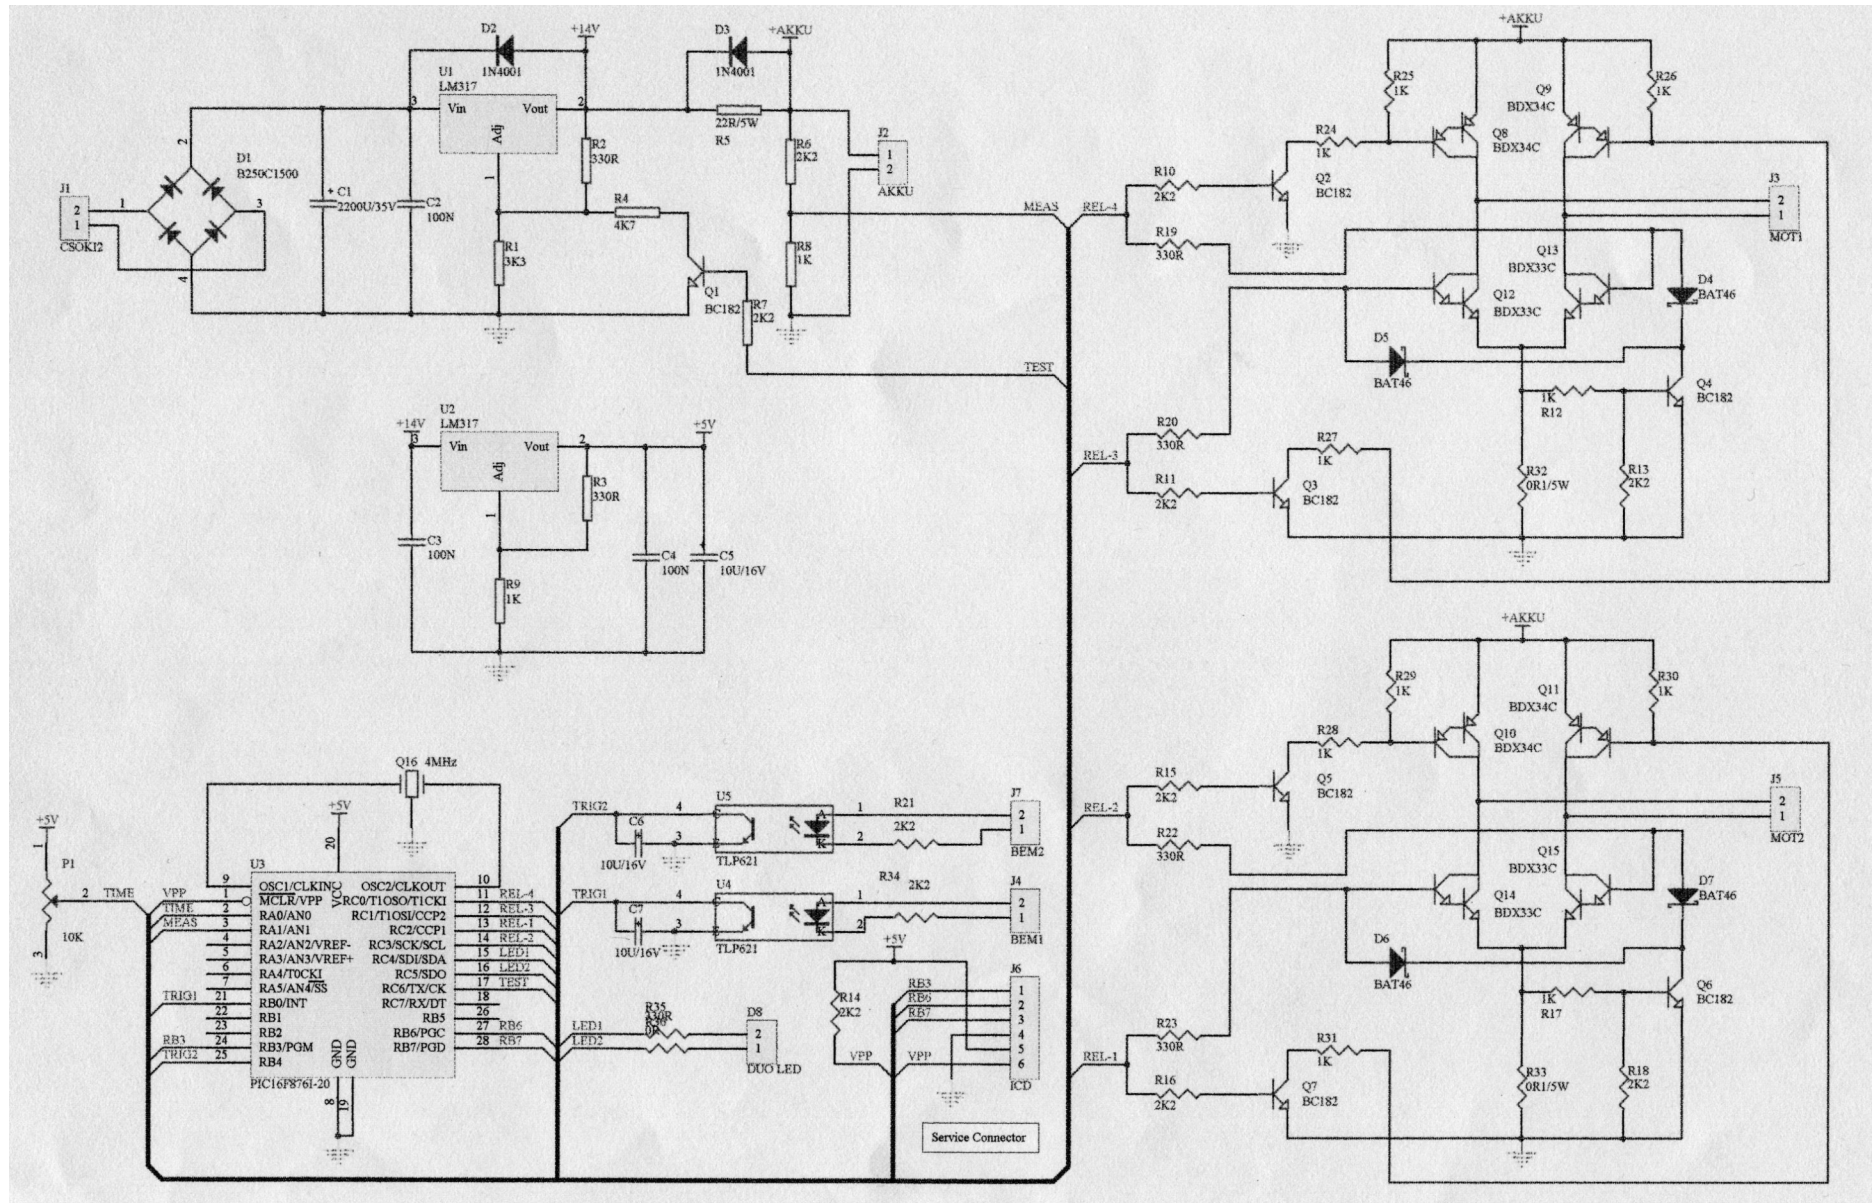 D2
1N4001
+14V
D3
1N4001
+AKKU
U1
LM317
3
Vin
Vout
2
Adj
1
22R/5W
R5
J2
1
2
AKKU
2
D1
B250C1500
J1
2
1
CSOKI2
1
3
4
+
C1
2200U/35V
C2
100N
R2
330R
R4
4K7
R1
3K3
R6
2K2
R8
1K
Q1
BC182
R7
2K2
MEAS
TEST
U2
LM317
+14V
3
Vin
Vout
2
+5V
Adj
1
R3
330R
C3
100N
R9
1K
C4
100N
C5
10U/16V
+AKKU
R25
1K
R26
1K
Q9
BDX34C
Q8
BDX34C
R24
1K
R10
2K2
Q2
BC182
REL-4
R19
330R
J3
2
1
MOT1
Q13
BDX33C
Q12
BDX33C
D4
BAT46
D5
BAT46
Q4
BC182
1K
R12
R20
330R
REL-3
R11
2K2
R27
1K
Q3
BC182
R32
0R1/5W
R13
2K2
+AKKU
R29
1K
R30
1K
Q11
BDX34C
Q10
BDX34C
R28
1K
R15
2K2
Q5
BC182
REL-2
R22
330R
J5
2
1
MOT2
Q15
BDX33C
Q14
BDX33C
D7
BAT46
D6
BAT46
Q6
BC182
1K
R17
R23
330R
REL-1
R16
2K2
R31
1K
Q7
BC182
R33
0R1/5W
R18
2K2
Q16 4MHz
+5V
1
P1
2
TIME
3
10K
+5V
20
U3
9 OSC1/CLKIN OSC2/CLKOUT 10
VPP 1 MCLR/VPP RC0/T1OSO/T1CKI 11 REL-4
TIME 2 RA0/AN0 RC1/T1OSI/CCP2 12 REL-3
MEAS 3 RA1/AN1 RC2/CCP1 13 REL-1
4 RA2/AN2/VREF- RC3/SCK/SCL 14 REL-2
5 RA3/AN3/VREF+ RC4/SDI/SDA 15 LED1
6 RA4/T0CKI RC5/SDO 16 LED2
7 RA5/AN4/SS RC6/TX/CK 17 TEST
TRIG1 21 RB0/INT RC7/RX/DT 18
22 RB1 RB5 26
23 RB2 RB6/PGC 27 RB6
RB3 24 RB3/PGM RB7/PGD 28 RB7
TRIG2 25 RB4
VCC
GND
GND
PIC16F876I-20
8
19
TRIG2
4
U5
C
A
1
R21
2K2
J7
2
1
BEM2
C6
10U/16V
3
E
K
2
TLP621
TRIG1
4
U4
C
A
1
R34
2K2
J4
2
1
BEM1
C7
10U/16V
3
E
K
2
TLP621
R35
330R
R36
0R
LED1
LED2
D8
2
1
DUO LED
+5V
R14
2K2
VPP
RB3
RB6
RB7
VPP
J6
1
2
3
4
5
6
ICD
Service Connector